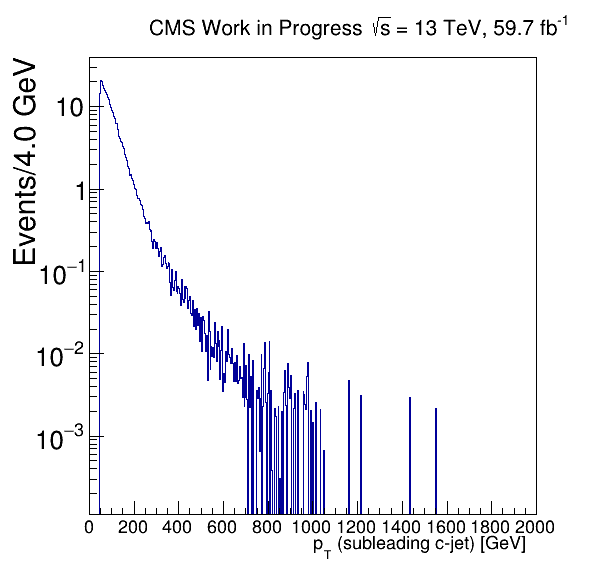 CMS Work in Progress √s = 13 TeV, 59.7 fb⁻¹
Events/4.0 GeV
10
1
10⁻¹
10⁻²
10⁻³
0 200 400 600 800 1000 1200 1400 1600 1800 2000
p_T (subleading c-jet) [GeV]